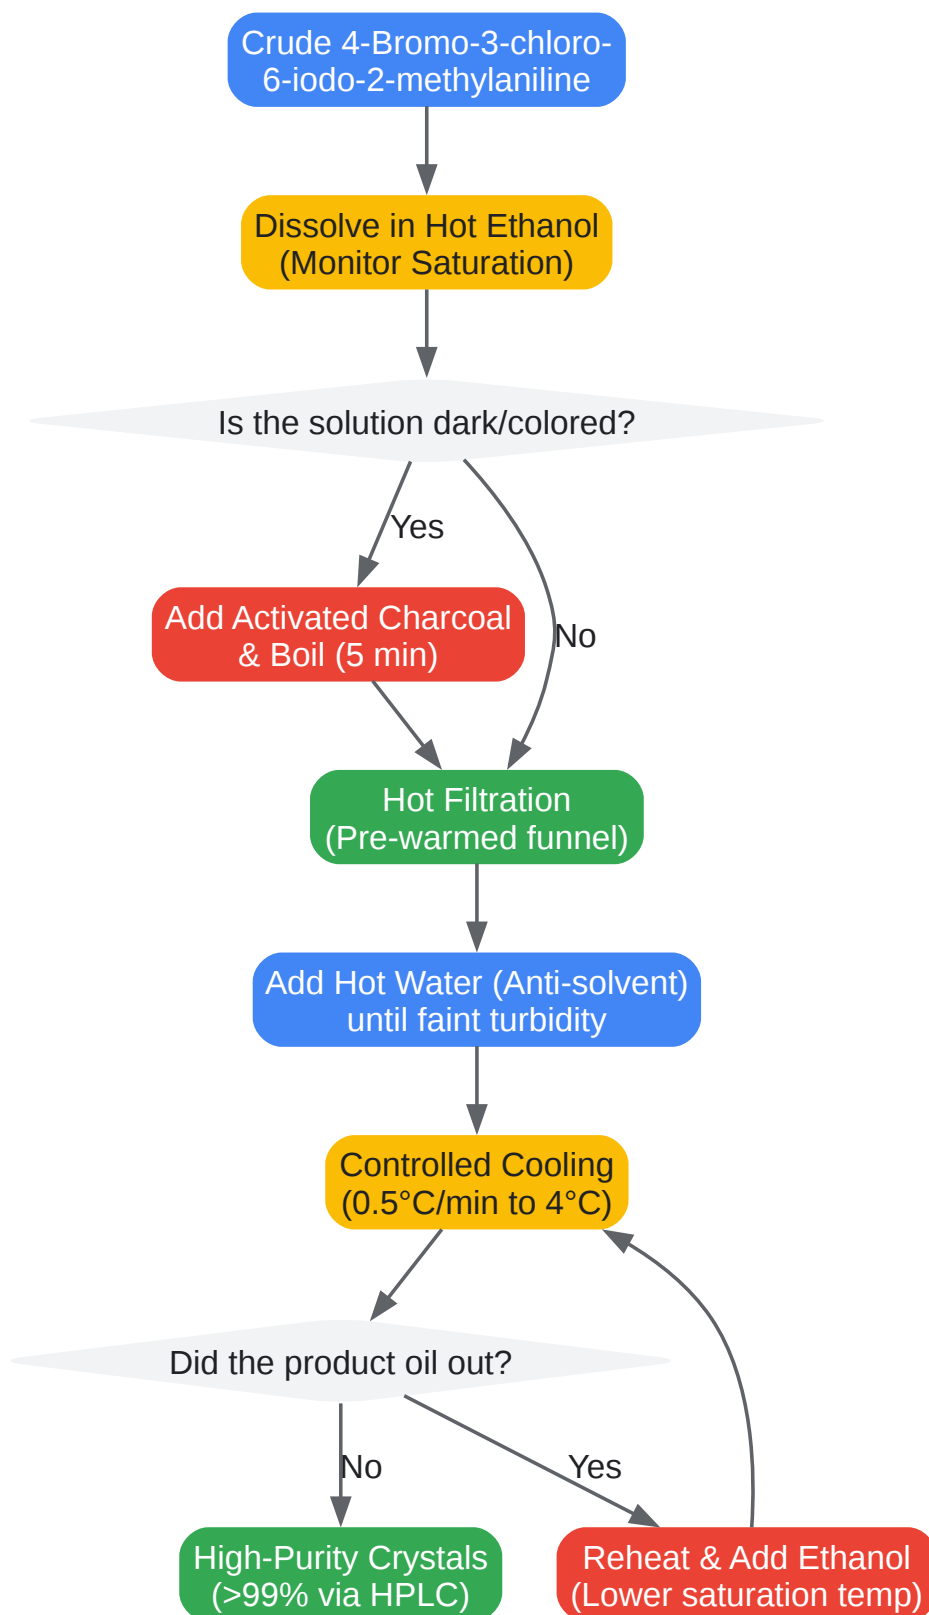 Crude 4-Bromo-3-chloro-
6-iodo-2-methylaniline
Dissolve in Hot Ethanol
(Monitor Saturation)
Is the solution dark/colored?
Yes
Add Activated Charcoal
& Boil (5 min)
No
Hot Filtration
(Pre-warmed funnel)
Add Hot Water (Anti-solvent)
until faint turbidity
Controlled Cooling
(0.5°C/min to 4°C)
Did the product oil out?
No
Yes
High-Purity Crystals
(>99% via HPLC)
Reheat & Add Ethanol
(Lower saturation temp)